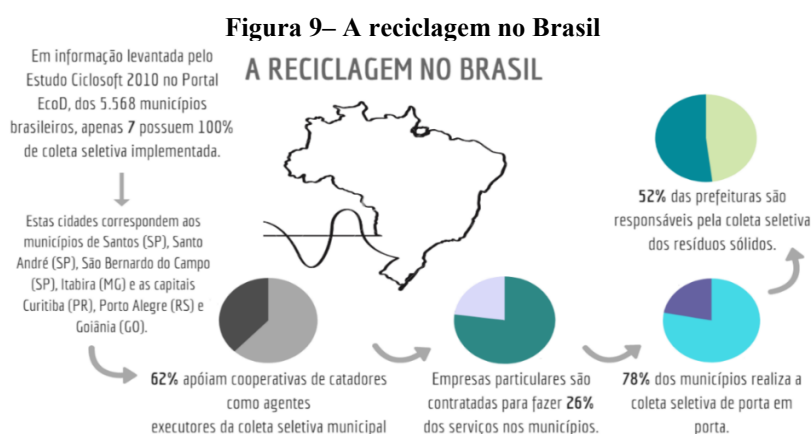 Figura 9– A reciclagem no Brasil
A RECICLAGEM NO BRASIL
Em informação levantada pelo
Estudo Ciclosoft 2010 no Portal
EcoD, dos 5.568 municípios
brasileiros, apenas 7 possuem 100%
de coleta seletiva implementada.
Estas cidades correspondem aos
municípios de Santos (SP), Santo
André (SP), São Bernardo do Campo
(SP), Itabira (MG) e as capitais
Curitiba (PR), Porto Alegre (RS) e
Goiânia (GO).
62% apóiam cooperativas de catadores
como agentes
executores da coleta seletiva municipal
Empresas particulares são
contratadas para fazer 26%
dos serviços nos municípios.
78% dos municípios realiza a
coleta seletiva de porta em
porta.
52% das prefeituras são
responsáveis pela coleta seletiva
dos resíduos sólidos.